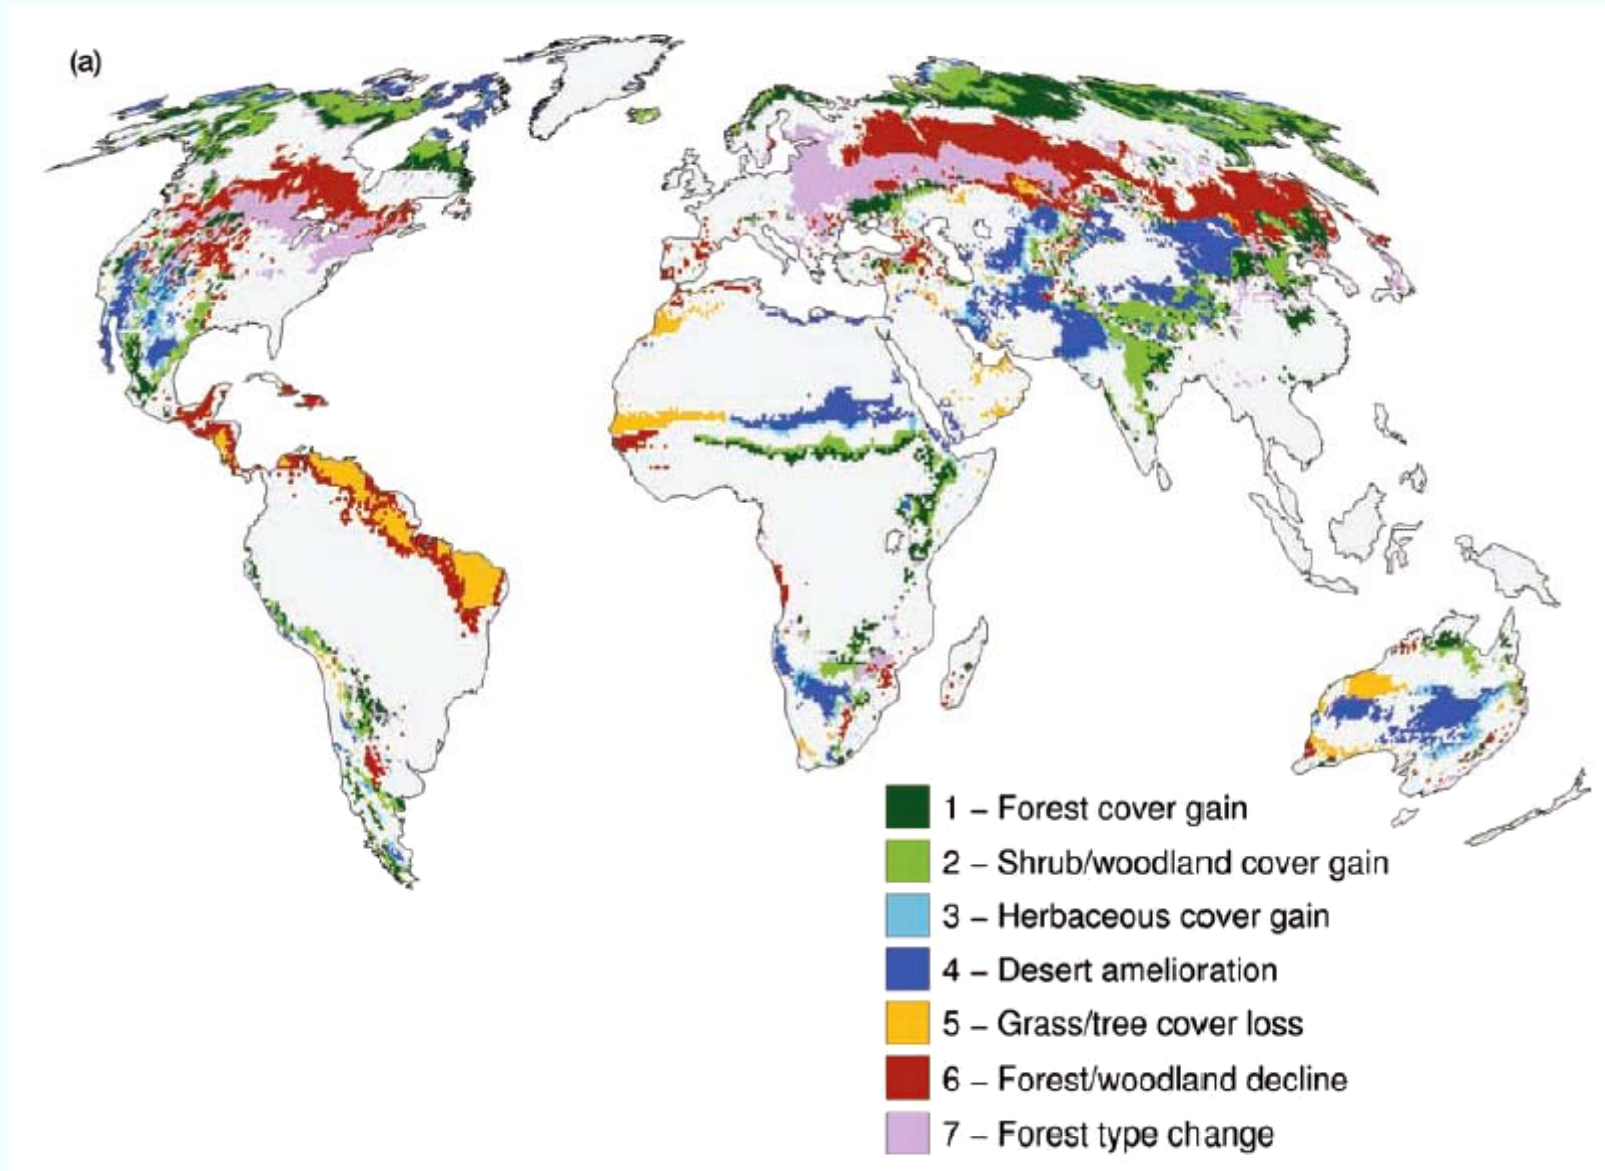 (a)
1 – Forest cover gain
2 – Shrub/woodland cover gain
3 – Herbaceous cover gain
4 – Desert amelioration
5 – Grass/tree cover loss
6 – Forest/woodland decline
7 – Forest type change